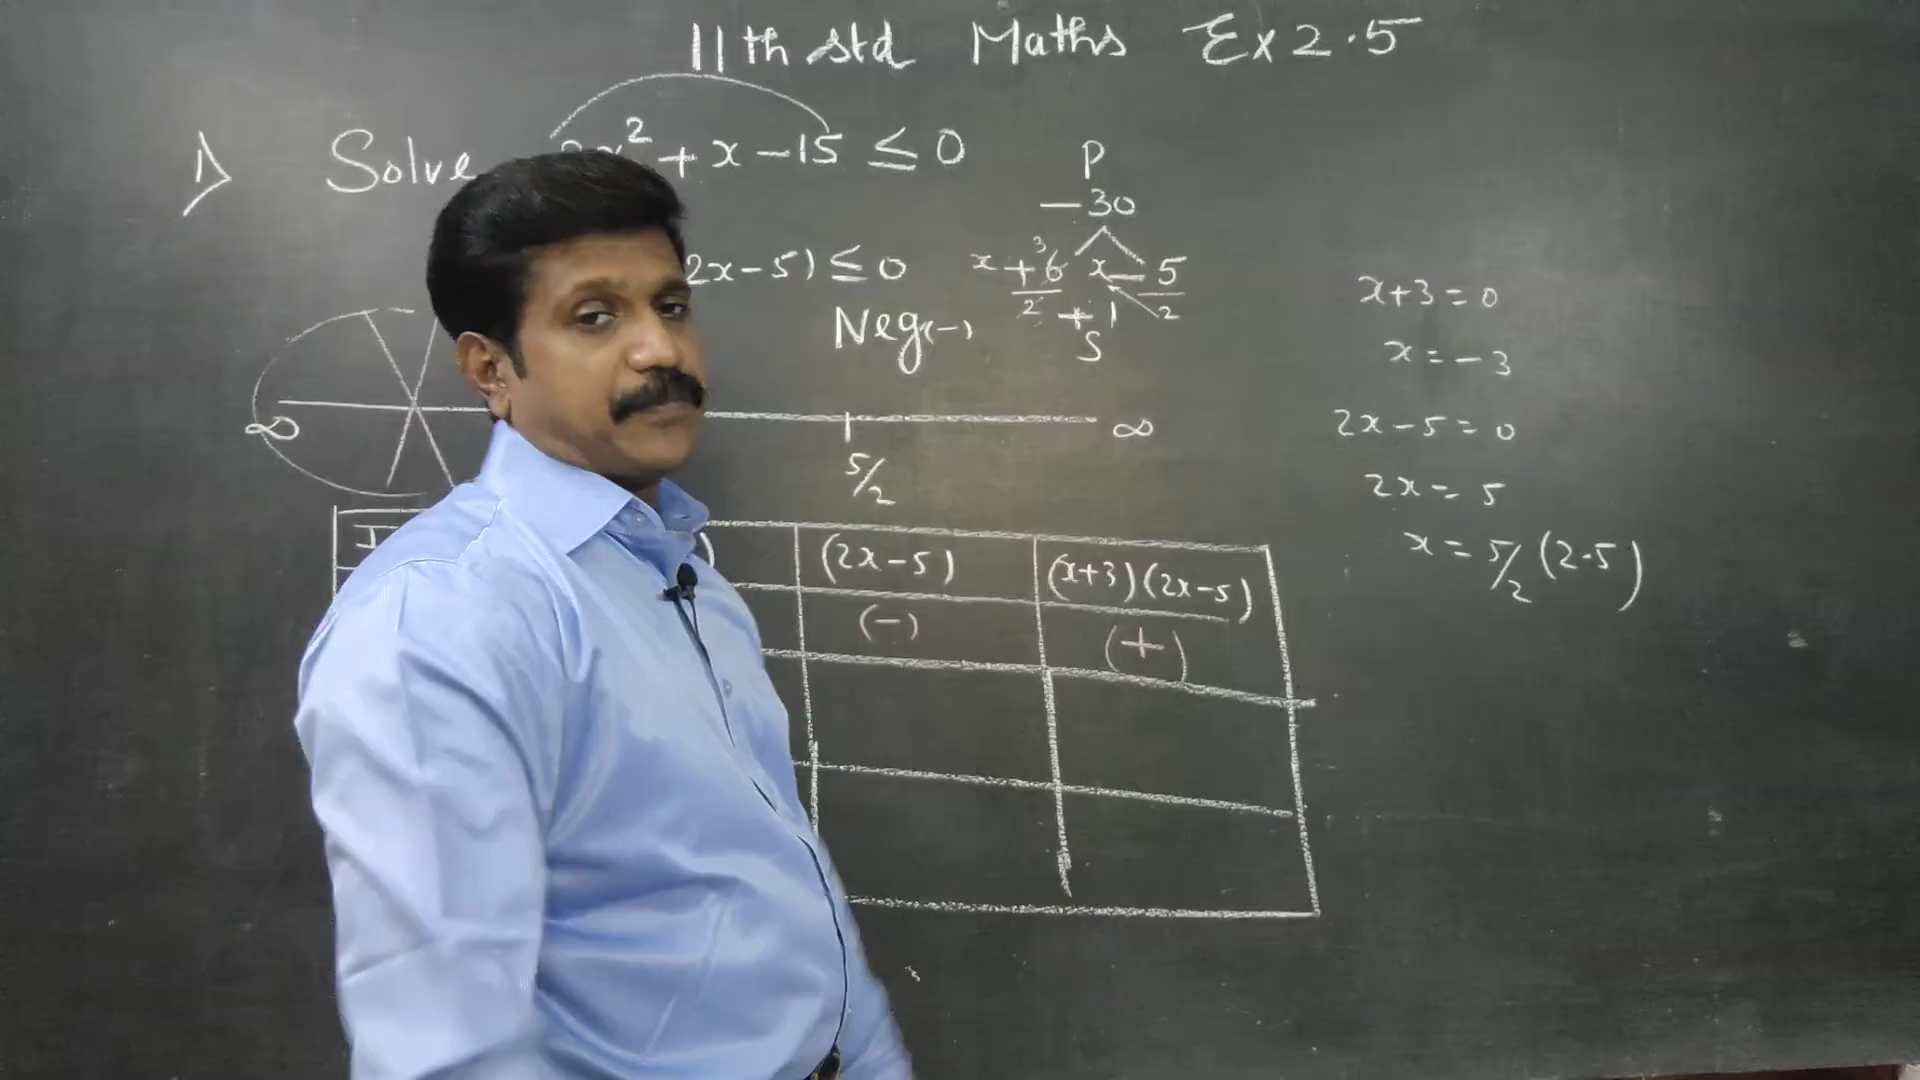 11th std Maths Ex 2.5
1) Solve x² + x - 15 ≤ 0
P
-30
2x-5) ≤ 0
x+6³/2 x-5/2
Neg(-)
+1
S
x+3=0
x=-3
2x-5=0
2x=5
x=5/2 (2.5)
∞ ∞
5/2
I ) (2x-5) (x+3)(2x-5)
(-) (+)